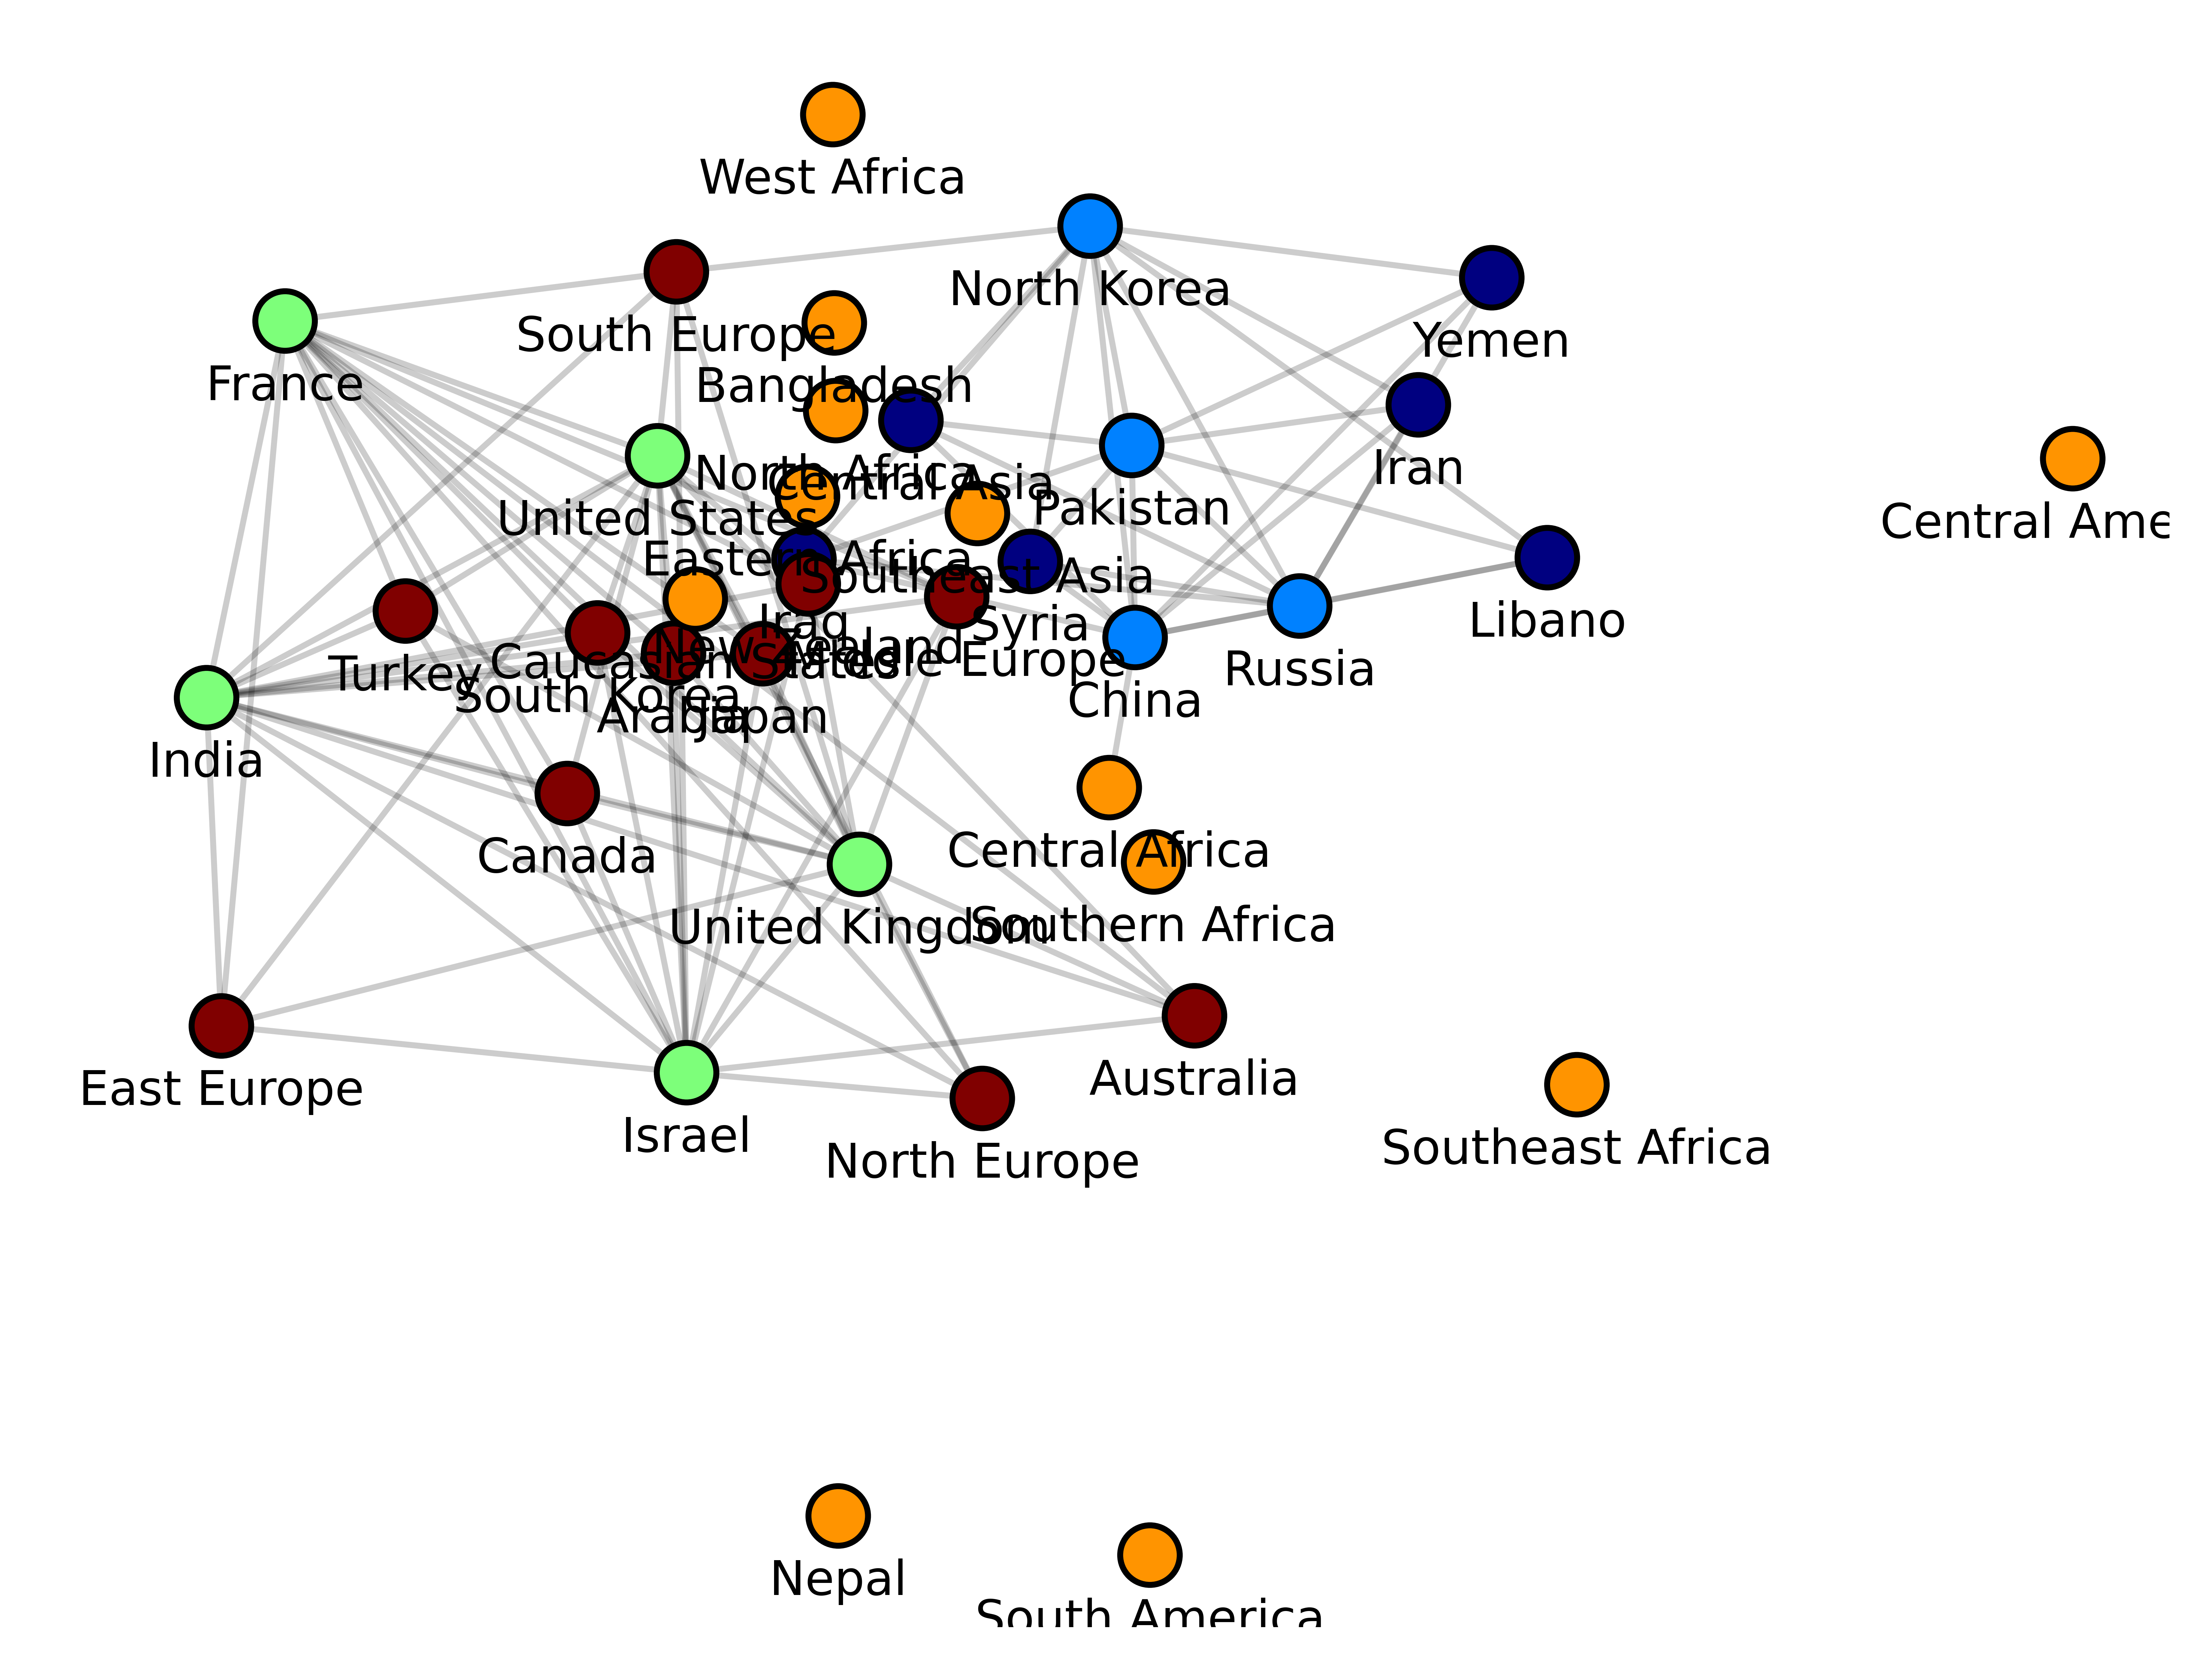 West Africa
North Korea
South Europe
Yemen
France
Bangladesh
Iran
North Africa
Central Asia
Pakistan
United States
Central Ame
Eastern Africa
Southeast Asia
Iraq
Syria
Libano
New Zealand
Caucasian States
Middle Europe
Russia
Turkey
South Korea
Arabia
Japan
China
India
Canada
Central Africa
United Kingdom
Southern Africa
East Europe
Australia
Israel
North Europe
Southeast Africa
Nepal
South America